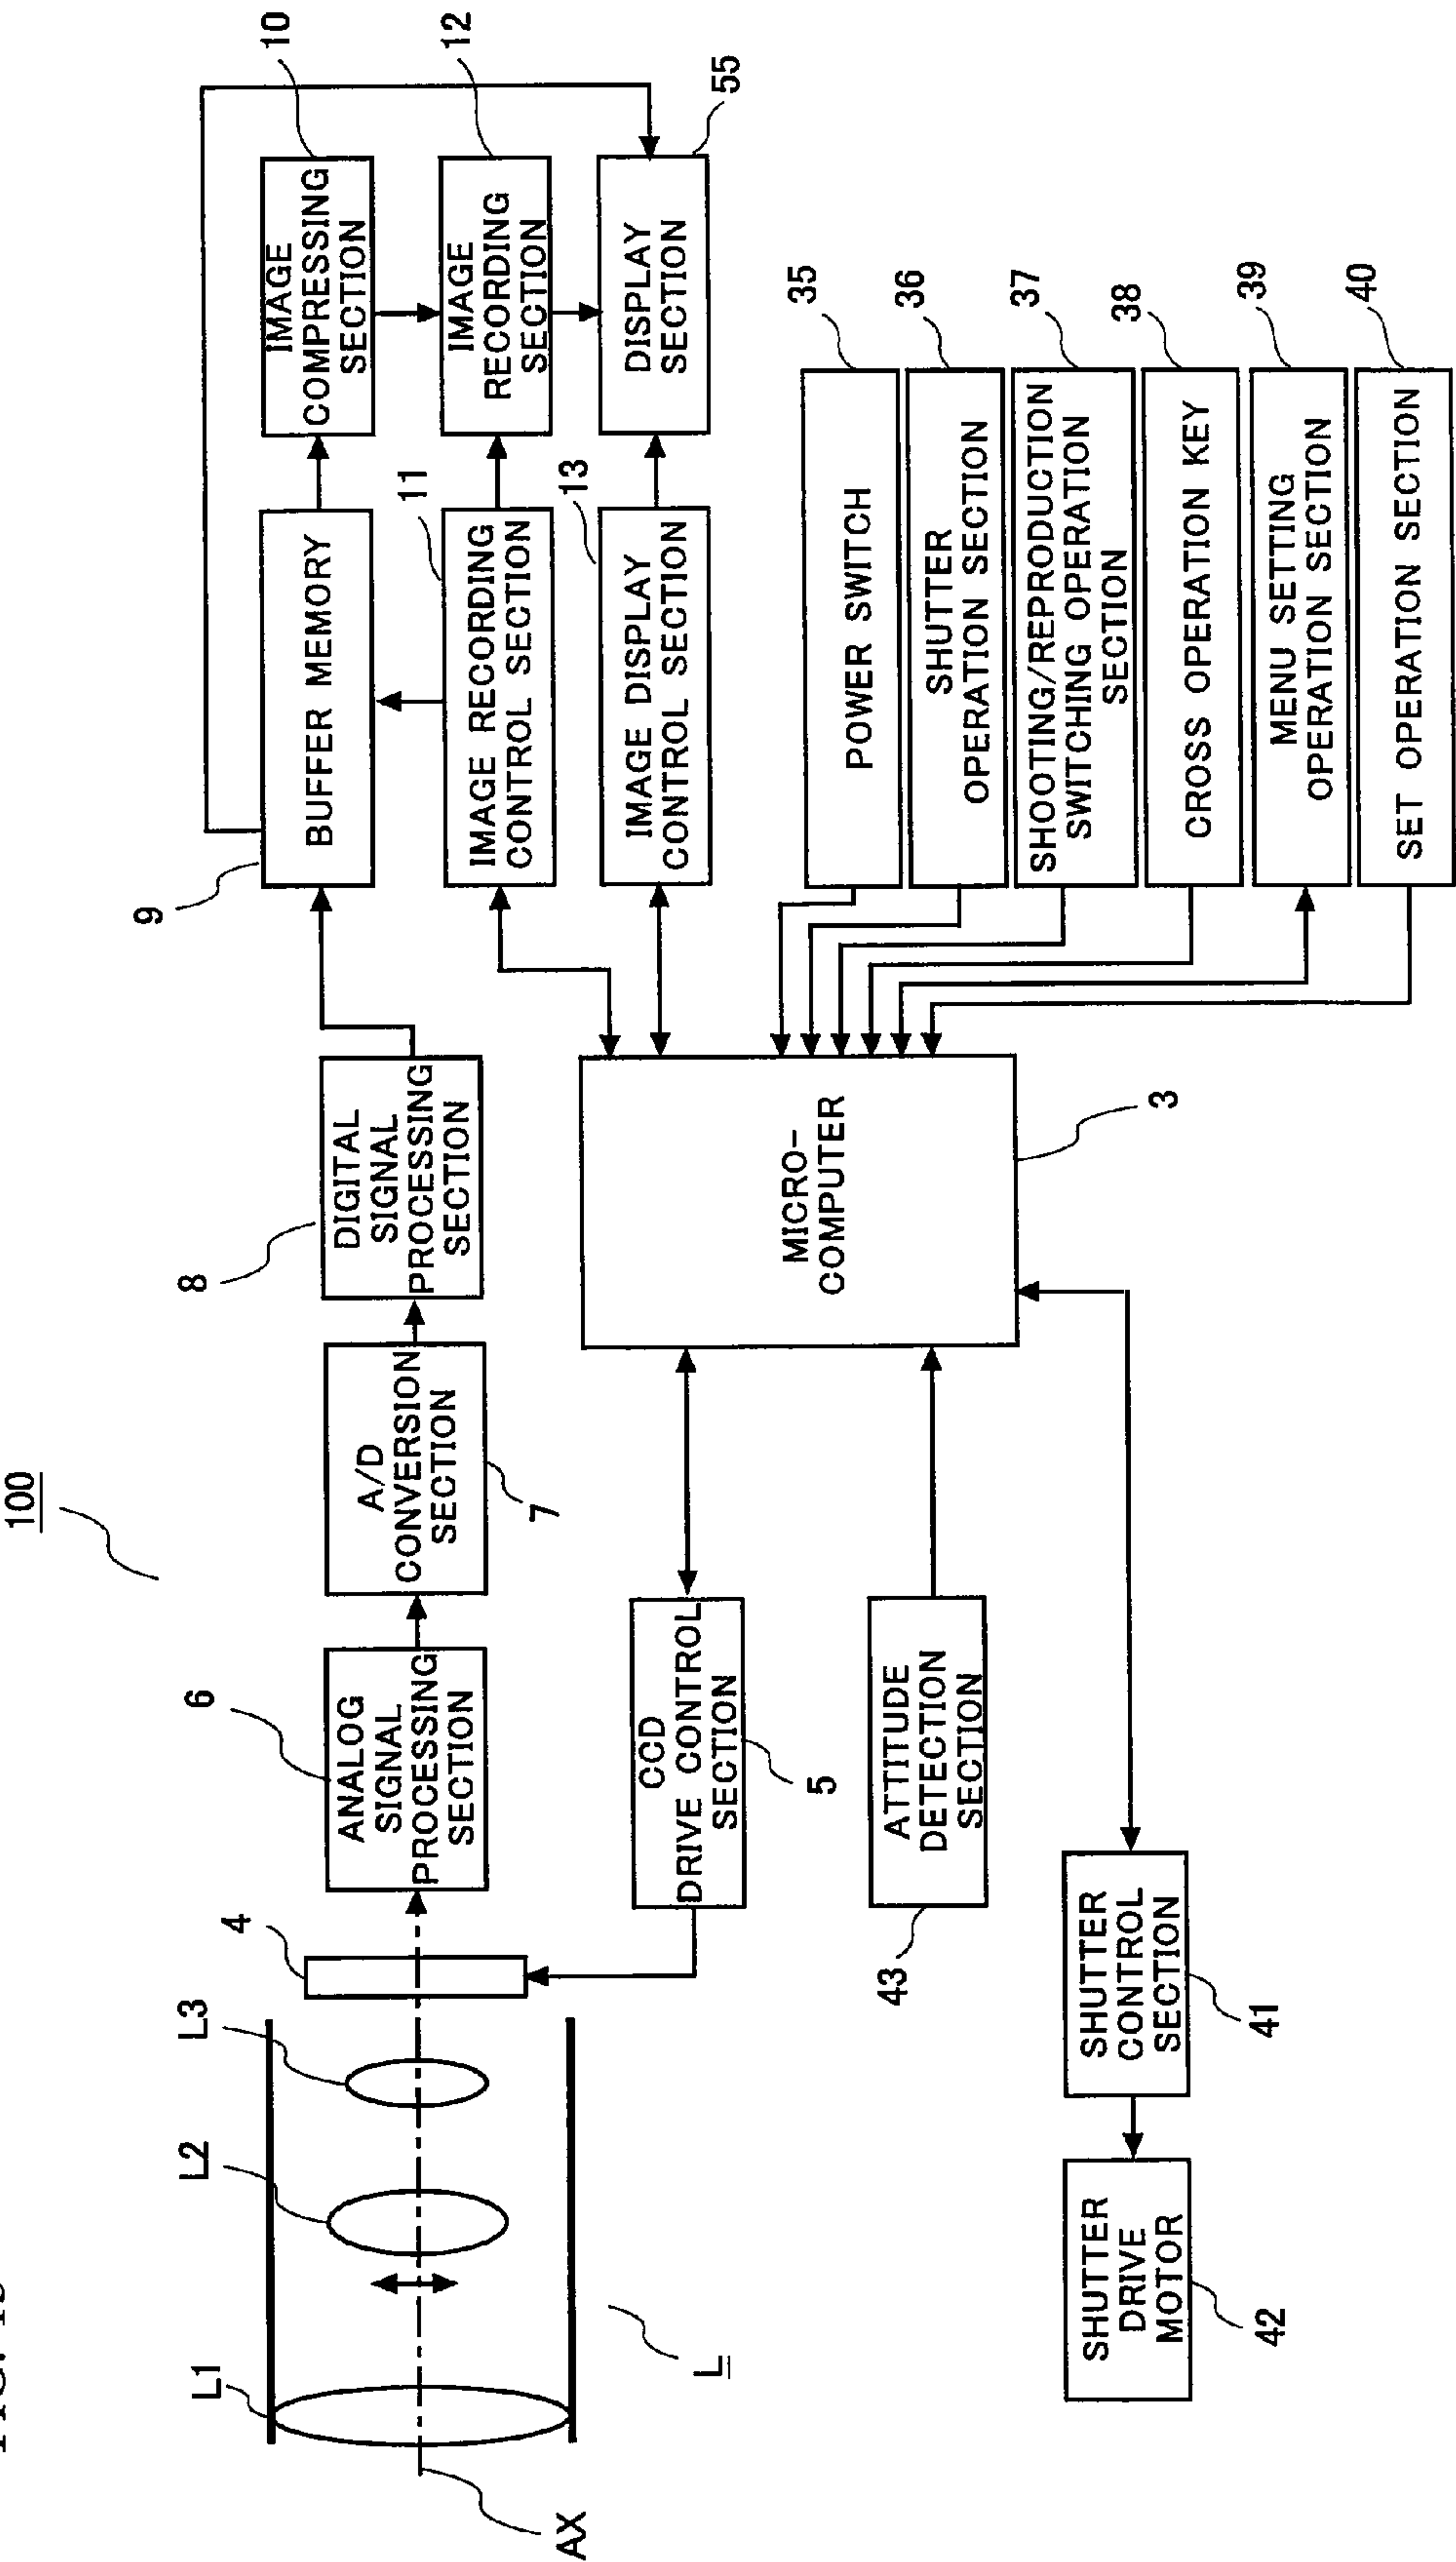 100
L1
L2
L3
4
6
ANALOG
SIGNAL
PROCESSING
SECTION
A/D
CONVERSION
SECTION
7
8
DIGITAL
SIGNAL
PROCESSING
SECTION
9
BUFFER MEMORY
IMAGE
COMPRESSING
SECTION
10
11
IMAGE RECORDING
CONTROL SECTION
IMAGE
RECORDING
SECTION
12
13
IMAGE DISPLAY
CONTROL SECTION
DISPLAY
SECTION
55
AX
L
CCD
DRIVE CONTROL
SECTION
5
MICRO-
COMPUTER
3
43
ATTITUDE
DETECTION
SECTION
POWER SWITCH
35
SHUTTER
OPERATION SECTION
36
SHOOTING/REPRODUCTION
SWITCHING OPERATION
SECTION
37
CROSS OPERATION KEY
38
MENU SETTING
OPERATION SECTION
39
SET OPERATION SECTION
40
SHUTTER
DRIVE
MOTOR
42
SHUTTER
CONTROL
SECTION
41